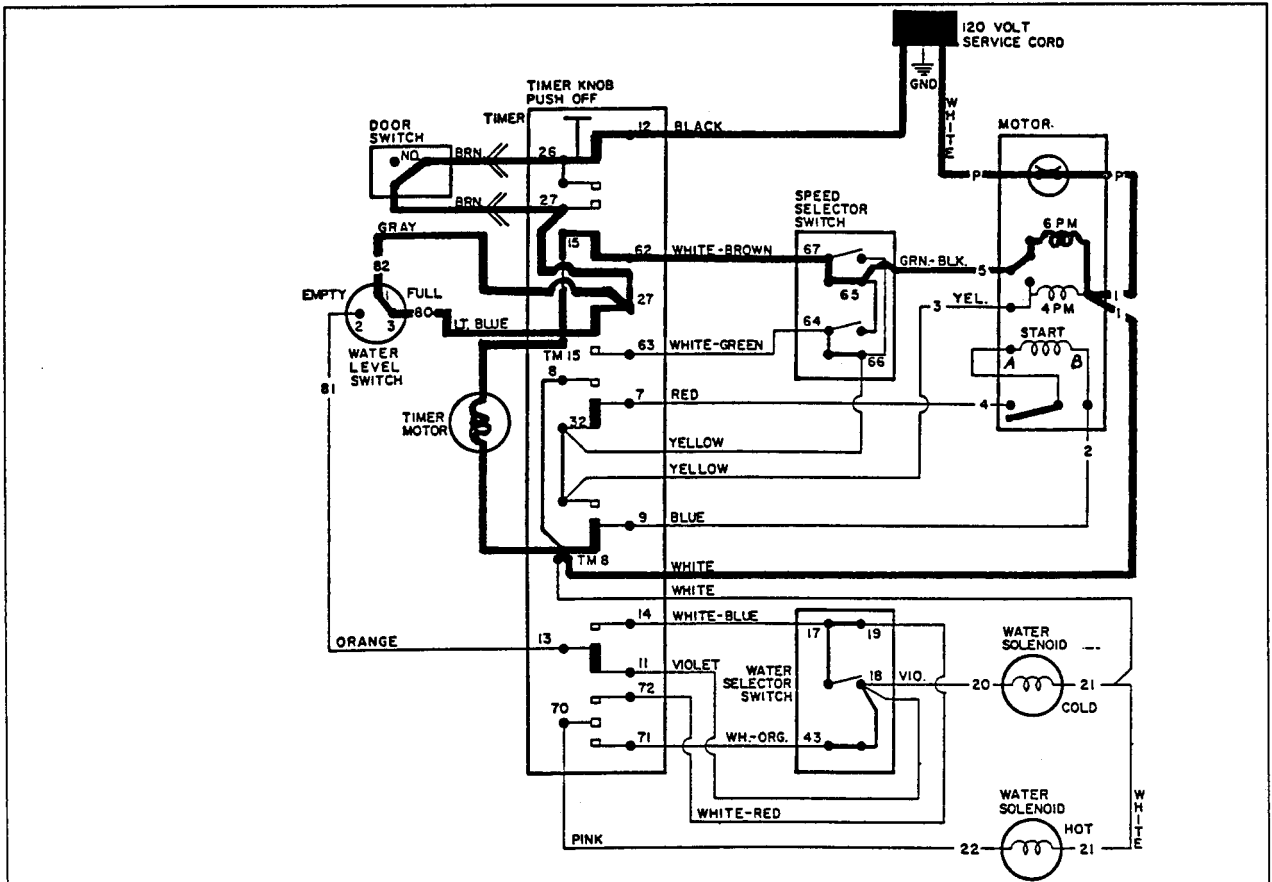 120 VOLT
SERVICE CORD
GND
WHITE
TIMER KNOB
PUSH OFF
TIMER
12 BLACK
MOTOR
DOOR
SWITCH
NO
BRN
26
P P
BRN
27
SPEED
SELECTOR
SWITCH
6 PM
GRAY
15
62 WHITE-BROWN 67
GRN.-BLK. 5
82
65
EMPTY 1 FULL
27
1
2 3 80
LT. BLUE
64
3 YEL.
4 PM
1
WATER
LEVEL
SWITCH
TM 15
63 WHITE-GREEN
66
START
A B
8
81
7 RED
4
TIMER
MOTOR
32
YELLOW
2
YELLOW
9 BLUE
TM 8
WHITE
WHITE
14 WHITE-BLUE 17 19
ORANGE 13
WATER
SOLENOID
11 VIOLET
WATER
SELECTOR
SWITCH
18 VIO. 20 21
COLD
72
70
71 WH.-ORG. 43
WHITE-RED
WATER
SOLENOID
HOT
WHITE
PINK 22 21